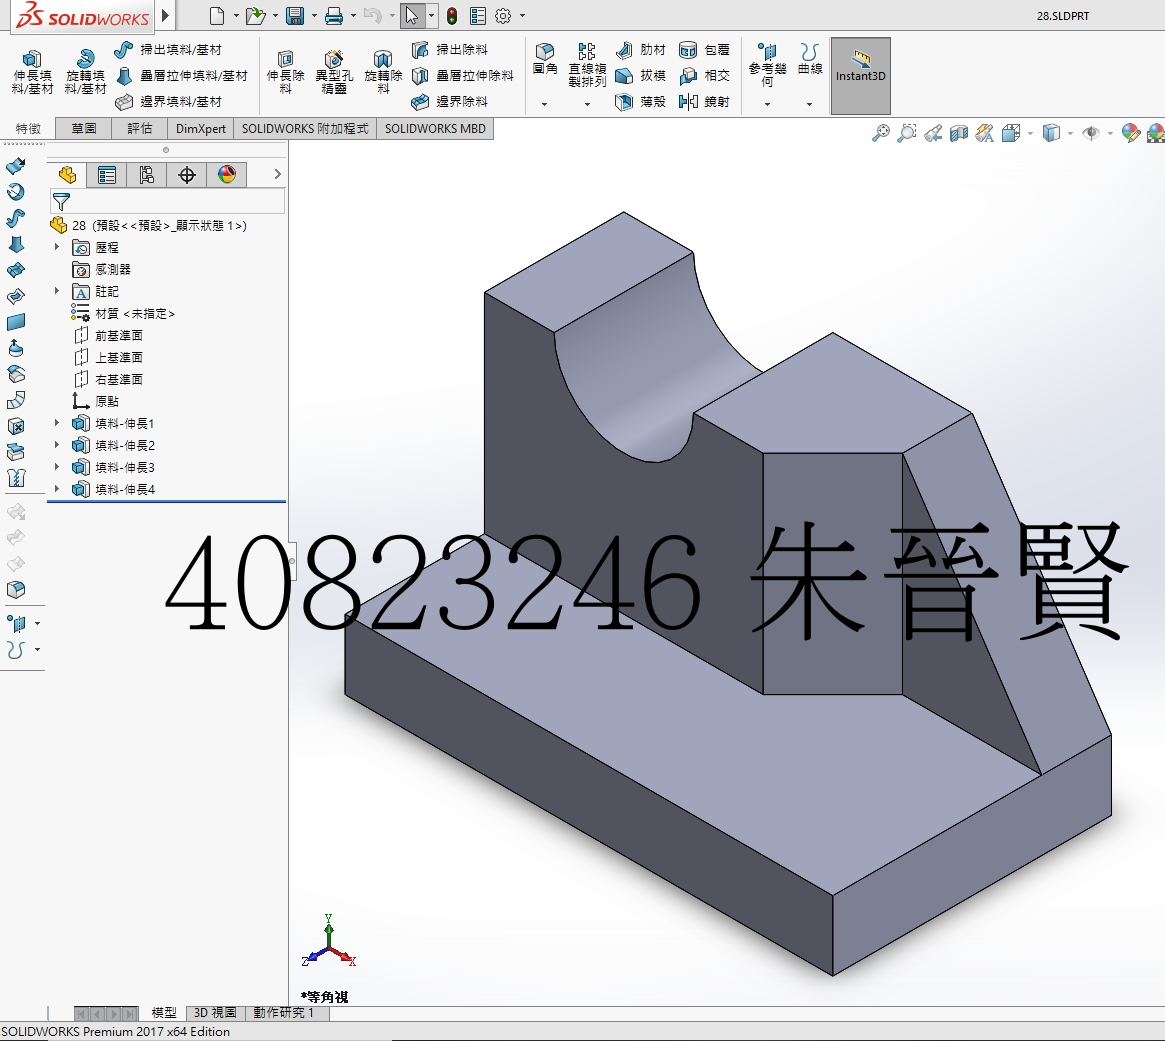 SOLIDWORKS
28.SLDPRT
伸長填料/基材
旋轉填料/基材
掃出填料/基材
疊層拉伸填料/基材
邊界填料/基材
伸長除料
異型孔精靈
旋轉除料
掃出除料
疊層拉伸除料
邊界除料
圓角
直線複製排列
肋材
拔模
薄殼
包覆
相交
鏡射
參考幾何
曲線
Instant3D
特徵
草圖
評估
DimXpert
SOLIDWORKS 附加程式
SOLIDWORKS MBD
28 (預設<<預設>_顯示狀態 1>)
歷程
感測器
註記
材質 <未指定>
前基準面
上基準面
右基準面
原點
填料-伸長1
填料-伸長2
填料-伸長3
填料-伸長4
40823246 朱晉賢
Y
Z
X
*等角視
模型
3D 視圖
動作研究 1
SOLIDWORKS Premium 2017 x64 Edition